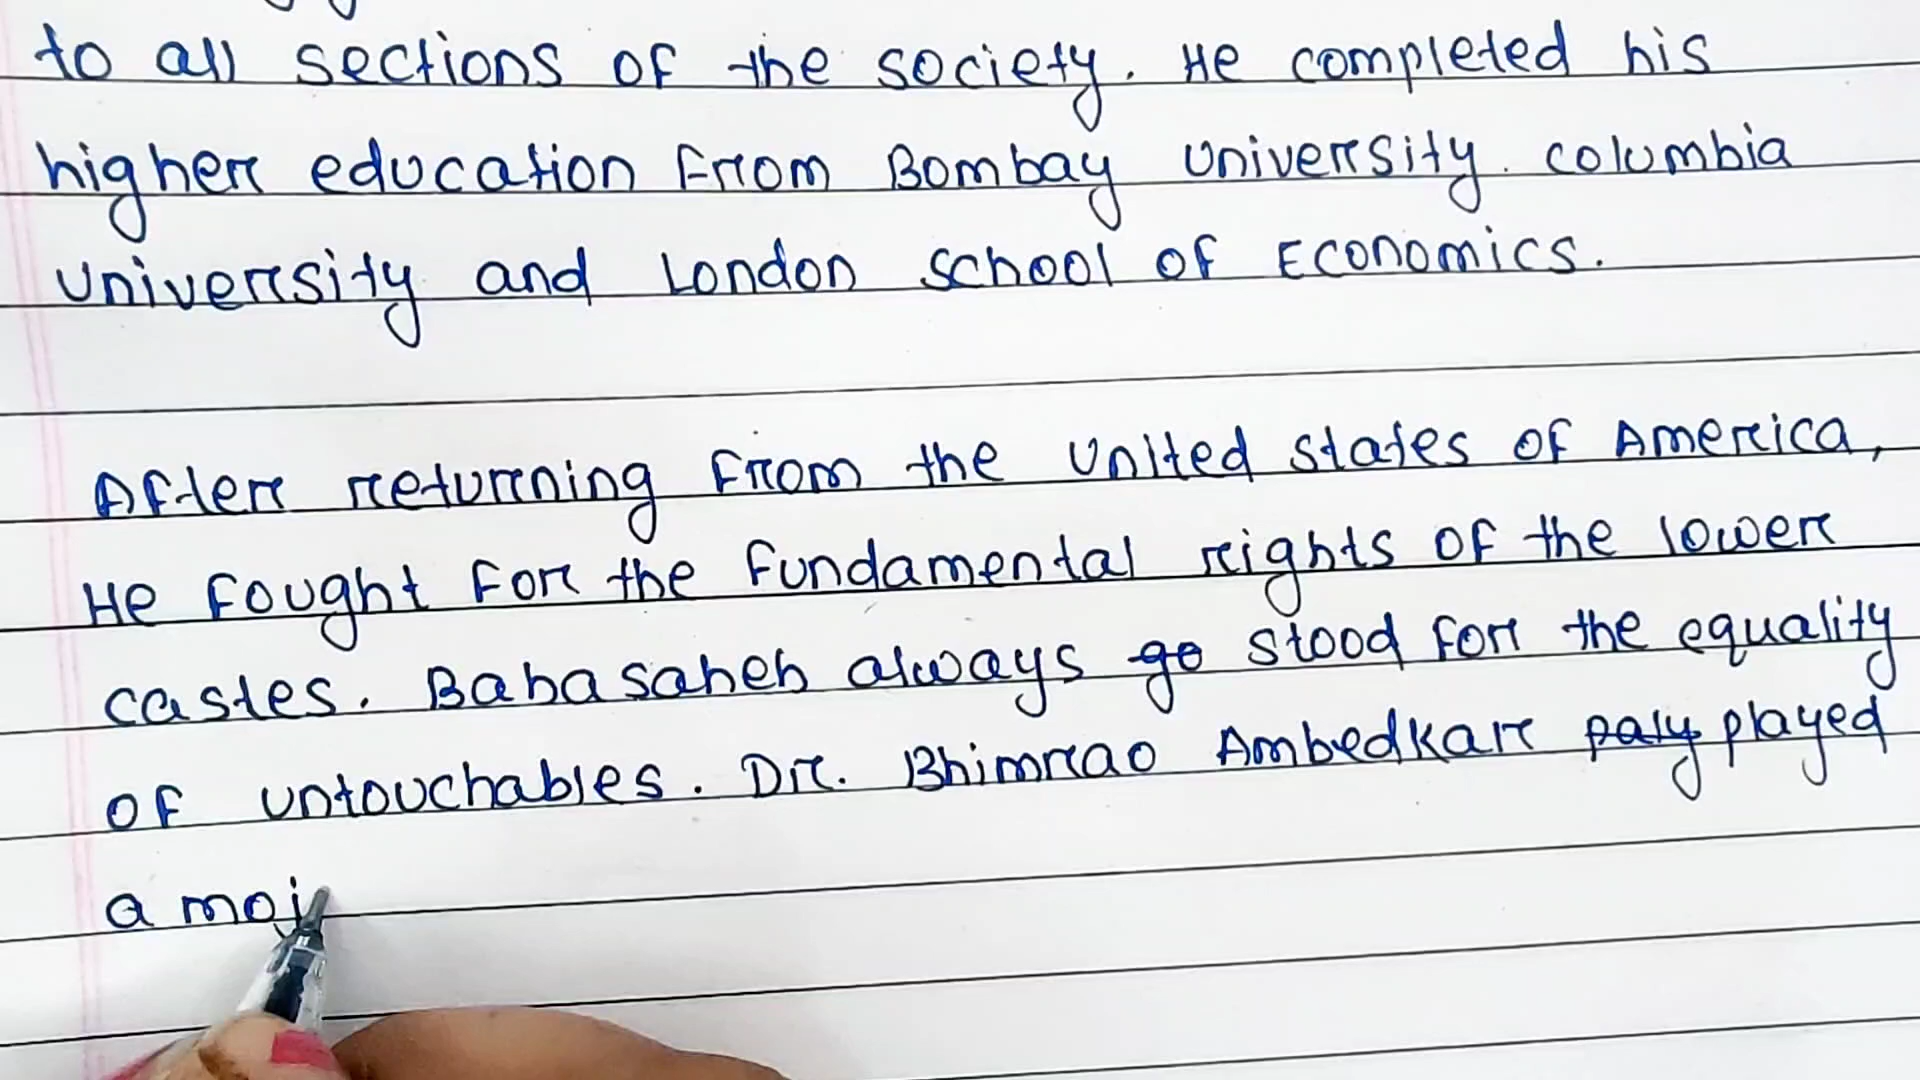 to all sections of the society. He completed his
higher education from Bombay University. columbia
University and London School of Economics.
After returning from the United states of America,
He fought for the fundamental rights of the lower
castes. Babasaheb always go stood for the equality
of untouchables. Dr. Bhimrao Ambedkar paly played
a maj